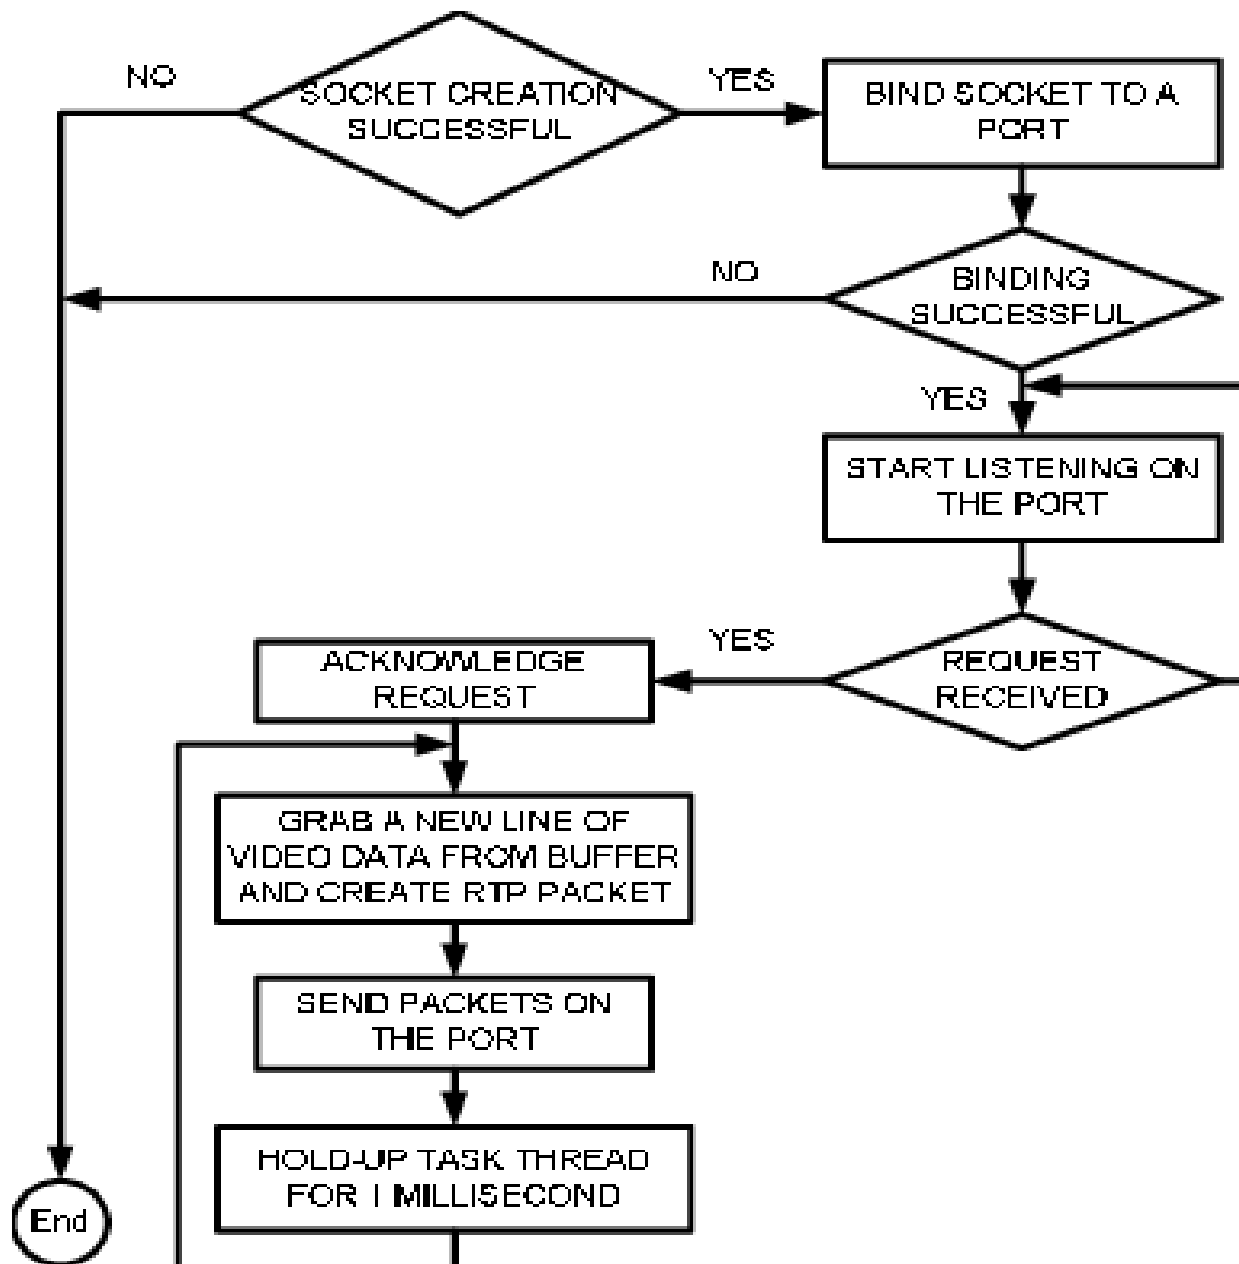 NO
SOCKET CREATION
SUCCESSFUL
YES
BIND SOCKET TO A
PORT
NO
BINDING
SUCCESSFUL
YES
START LISTENING ON
THE PORT
YES
REQUEST
RECEIVED
ACKNOWLEDGE
REQUEST
GRAB A NEW LINE OF
VIDEO DATA FROM BUFFER
AND CREATE RTP PACKET
SEND PACKETS ON
THE PORT
HOLD-UP TASK THREAD
FOR 1 MILLISECOND
End